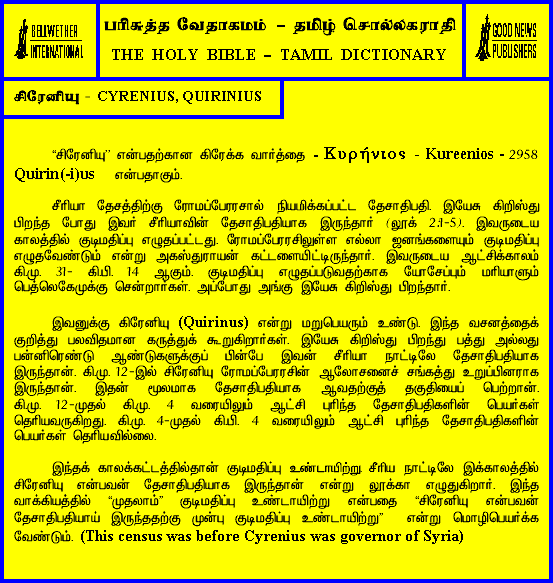 BELLWETHER
INTERNATIONAL
பரிசுத்த வேதாகமம் – தமிழ் சொல்லகராதி
THE HOLY BIBLE – TAMIL DICTIONARY
GOOD NEWS
PUBLISHERS
சிரேனியு – CYRENIUS, QUIRINIUS
“சிரேனியு” என்பதற்கான கிரேக்க வார்த்தை - Κυρήνιος - Kureenios - 2958
Quirin(-i)us என்பதாகும்.
சீரியா தேசத்திற்கு ரோமப்பேரரசால் நியமிக்கப்பட்ட தேசாதிபதி. இயேசு கிறிஸ்து
பிறந்த போது இவர் சீரியாவின் தேசாதிபதியாக இருந்தார் (லூக் 2:1-5). இவருடைய
காலத்தில் குடிமதிப்பு எழுதப்பட்டது. ரோமப்பேரரசிலுள்ள எல்லா ஜனங்களையும் குடிமதிப்பு
எழுதவேண்டும் என்று அகஸ்துராயன் கட்டளையிட்டிருந்தார். இவருடைய ஆட்சிக்காலம்
கி.மு. 31- கி.பி. 14 ஆகும். குடிமதிப்பு எழுதப்படுவதற்காக யோசேப்பும் மரியாளும்
பெத்லெகேமுக்கு சென்றார்கள். அப்போது அங்கு இயேசு கிறிஸ்து பிறந்தார்.
இவனுக்கு கிரேனியு (Quirinus) என்று மறுபெயரும் உண்டு. இந்த வசனத்தைக்
குறித்து பலவிதமான கருத்துக் கூறுகிறார்கள். இயேசு கிறிஸ்து பிறந்து பத்து அல்லது
பன்னிரெண்டு ஆண்டுகளுக்குப் பின்பே இவன் சீரியா நாட்டிலே தேசாதிபதியாக
இருந்தான். கி.மு. 12-இல் சிரேனியு ரோமப்பேரரசின் ஆலோசனைச் சங்கத்து உறுப்பினராக
இருந்தான். இதன் மூலமாக தேசாதிபதியாக ஆவதற்குத் தகுதியைப் பெற்றான்.
கி.மு. 12-முதல் கி.மு. 4 வரையிலும் ஆட்சி புரிந்த தேசாதிபதிகளின் பெயர்கள்
தெரியவருகிறது. கி.மு. 4-முதல் கி.பி. 4 வரையிலும் ஆட்சி புரிந்த தேசாதிபதிகளின்
பெயர்கள் தெரியவில்லை.
இந்தக் காலக்கட்டத்தில்தான் குடிமதிப்பு உண்டாயிற்று. சீரிய நாட்டிலே இக்காலத்தில்
சிரேனியு என்பவன் தேசாதிபதியாக இருந்தான் என்று லூக்கா எழுதுகிறார். இந்த
வாக்கியத்தில் “முதலாம்” குடிமதிப்பு உண்டாயிற்று என்பதை “சிரேனியு என்பவன்
தேசாதிபதியாய் இருந்ததற்கு முன்பு குடிமதிப்பு உண்டாயிற்று” என்று மொழிபெயர்க்க
வேண்டும். (This census was before Cyrenius was governor of Syria)